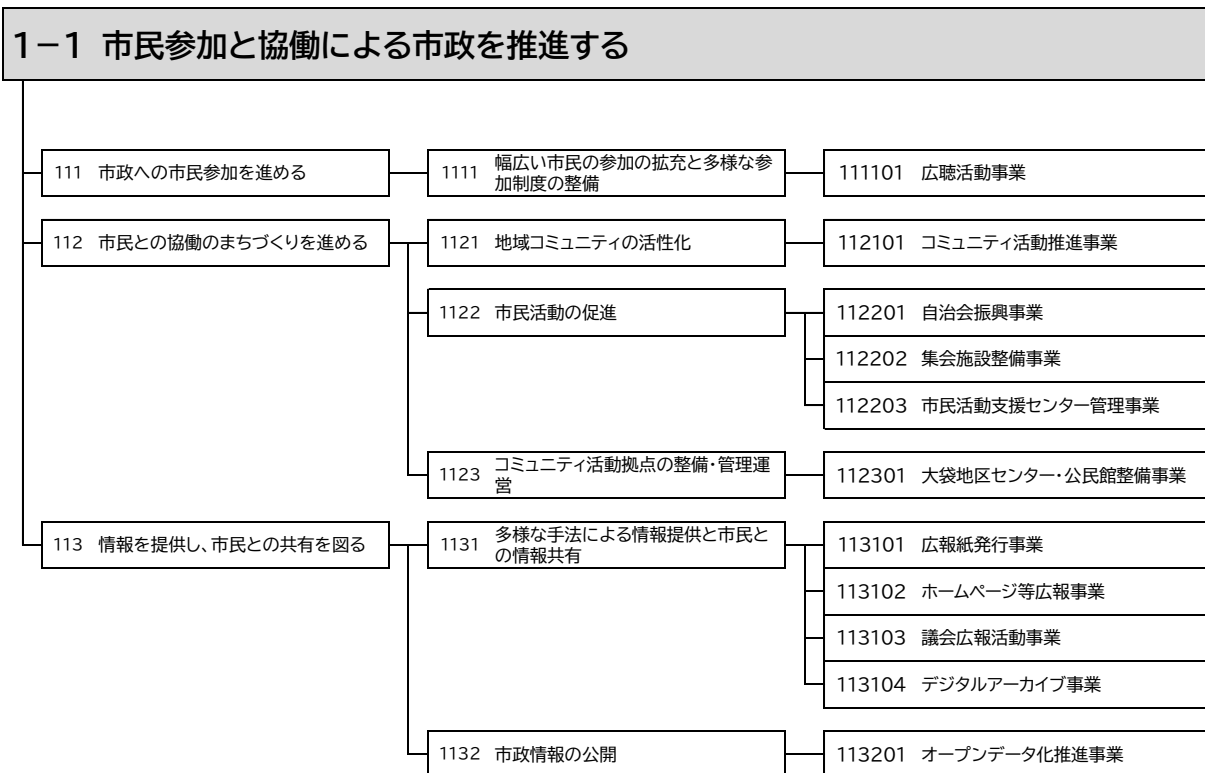 1－1 市民参加と協働による市政を推進する
111 市政への市民参加を進める
1111 幅広い市民の参加の拡充と多様な参
加制度の整備
111101 広聴活動事業
112 市民との協働のまちづくりを進める
1121 地域コミュニティの活性化
112101 コミュニティ活動推進事業
1122 市民活動の促進
112201 自治会振興事業
112202 集会施設整備事業
112203 市民活動支援センター管理事業
1123 コミュニティ活動拠点の整備・管理運
営
112301 大袋地区センター・公民館整備事業
113 情報を提供し、市民との共有を図る
1131 多様な手法による情報提供と市民と
の情報共有
113101 広報紙発行事業
113102 ホームページ等広報事業
113103 議会広報活動事業
113104 デジタルアーカイブ事業
1132 市政情報の公開
113201 オープンデータ化推進事業